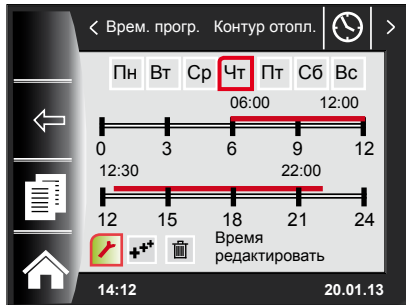 Врем. прогр. Контур отопл.
Пн Вт Ср Чт Пт Сб Вс
06:00 12:00
0 3 6 9 12
12:30 22:00
12 15 18 21 24
Время
редактировать
14:12 20.01.13